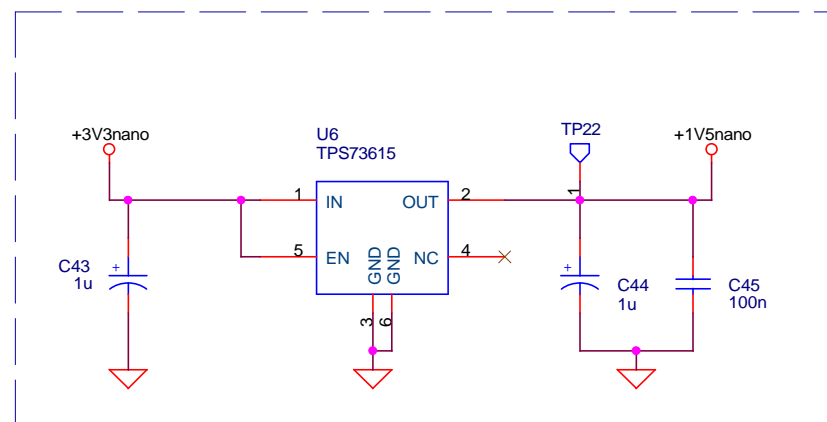 +3V3nano
U6
TPS73615
TP22
+1V5nano
1
1
IN
OUT
2
5
EN
GND
GND
NC
4
C43
1u
+
+
C44
1u
C45
100n
3
6